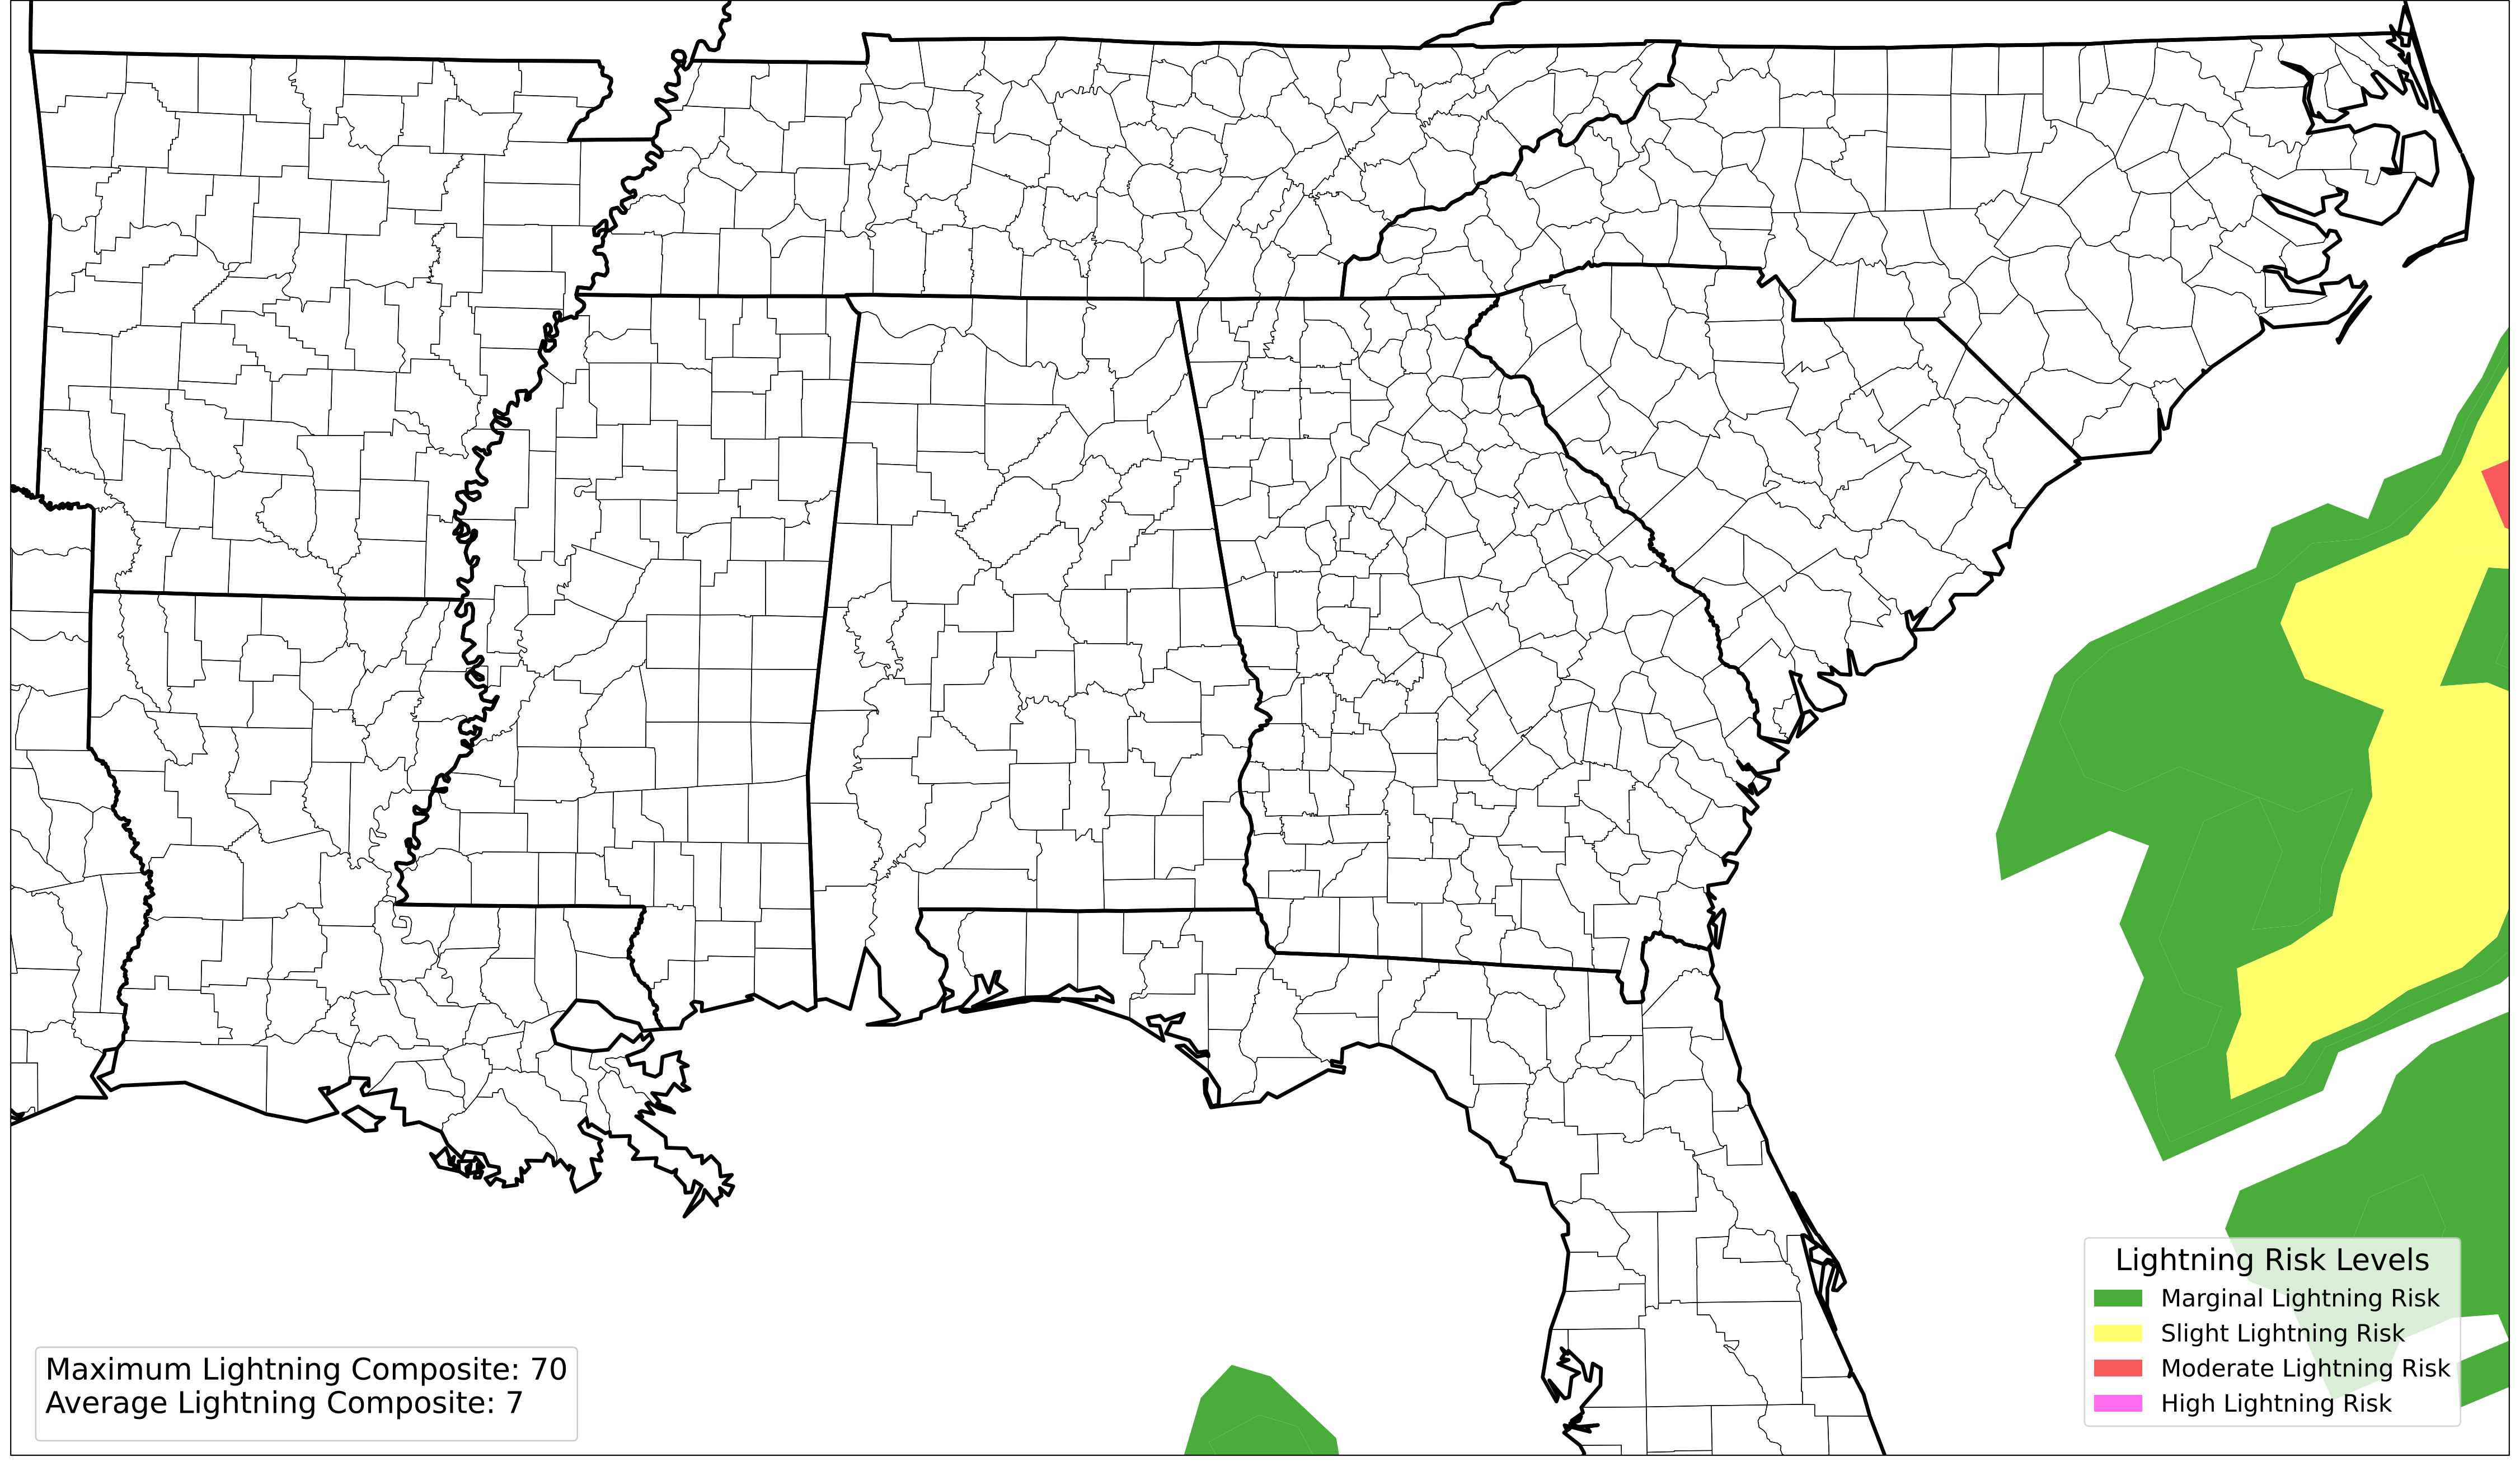 Lightning Risk Levels
Marginal Lightning Risk
Slight Lightning Risk
Moderate Lightning Risk
High Lightning Risk
Maximum Lightning Composite: 70
Average Lightning Composite: 7